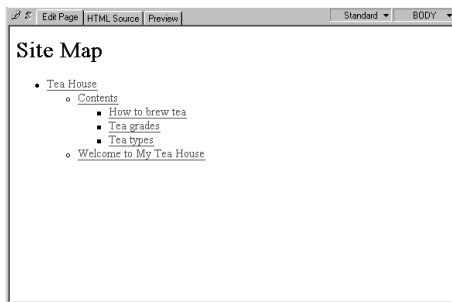 Edit Page HTML Source Preview Standard BODY
Site Map
Tea House
Contents
How to brew tea
Tea grades
Tea types
Welcome to My Tea House